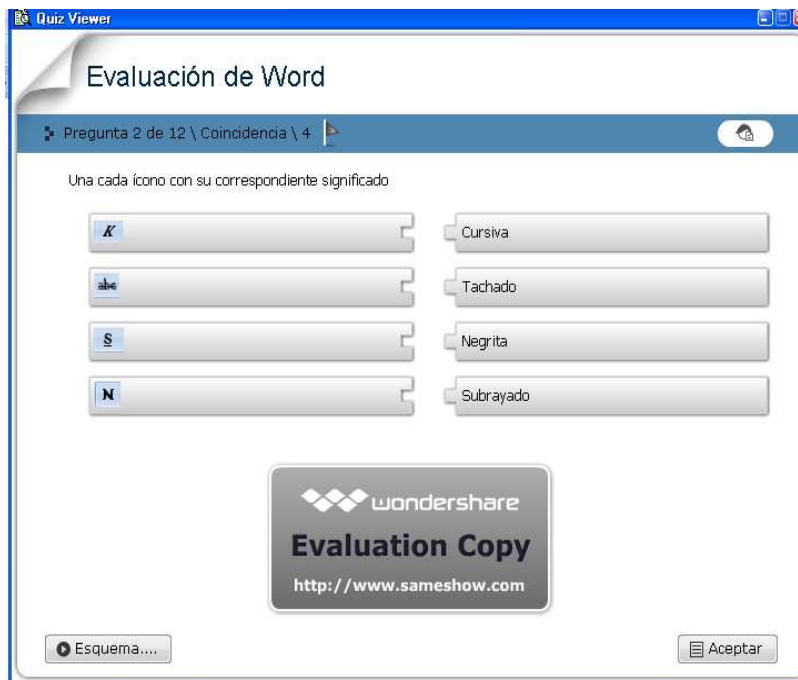 Quiz Viewer
Evaluación de Word
Pregunta 2 de 12 \ Coincidencia \ 4
Una cada ícono con su correspondiente significado
K Cursiva
abc Tachado
S Negrita
N Subrayado
wondershare
Evaluation Copy
http://www.sameshow.com
Esquema.... Aceptar